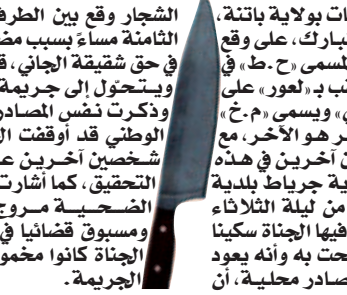 ات بولاية باتنة،
بارك، على وقع
لمسمى «ح.ط» في
ب بـ «لعور» على
ي» ويسمى «م.خ»
ر هو الآخر، مع
ن آخرين في هذه
ية جرياط بلدية
من ليلة الثلاثاء
فيها الجناة سكينا
حت به وأنه يعود
صادر محلية، أن
الشجار وقع بين الطرف
الثامنة مساءً بسبب مض
في حق شقيقة الجاني، ق
ويتحوّل إلى جريمة
وذكرت نفس المصادر
الوطني قد أوقفت ال
شخصين آخرين ع
التحقيق، كما أشارت
الضحية مروج
ومسبوق قضائيا في
الجناة كانوا مخمو
الجريمة.